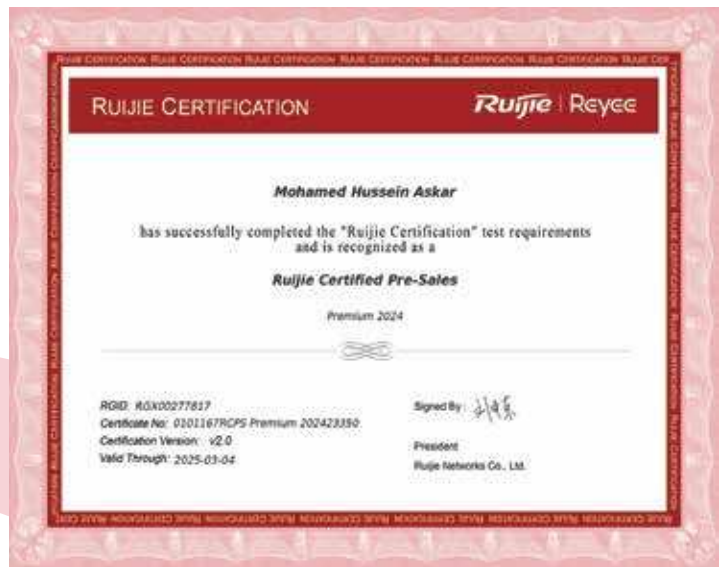 RUIJIE CERTIFICATION
Ruijie | Reyee
Mohamed Hussein Askar
has successfully completed the "Ruijie Certification" test requirements
and is recognized as a
Ruijie Certified Pre-Sales
Premium 2024
RGID: RGX00277817
Certificate No: 0101167RCPS Premium 202423350
Certification Version: v2.0
Valid Through: 2025-03-04
Signed By:
President
Ruijie Networks Co., Ltd.